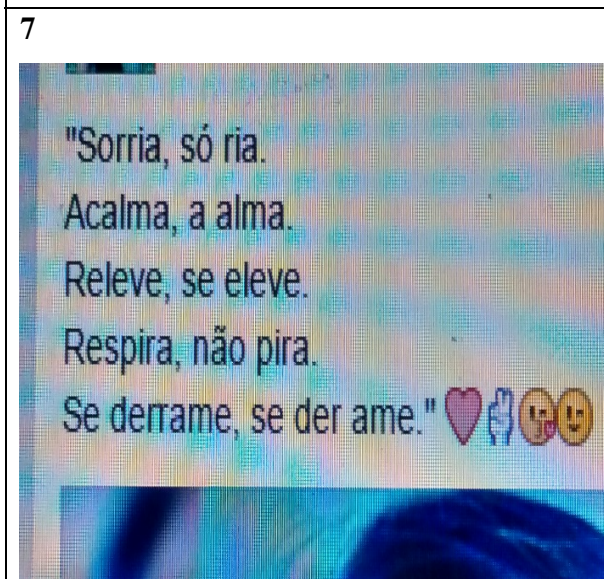 7
"Sorria, só ria.
Acalma, a alma.
Releve, se eleve.
Respira, não pira.
Se derrame, se der ame."